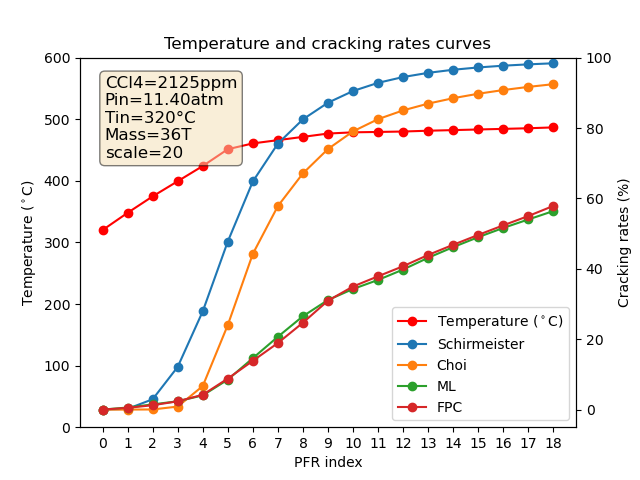 Temperature and cracking rates curves
CCl4=2125ppm
Pin=11.40atm
Tin=320°C
Mass=36T
scale=20
Temperature (°C)
600
500
400
300
200
100
0
100
80
60
40
20
0
Cracking rates (%)
Temperature (°C)
Schirmeister
Choi
ML
FPC
0 1 2 3 4 5 6 7 8 9 10 11 12 13 14 15 16 17 18
PFR index